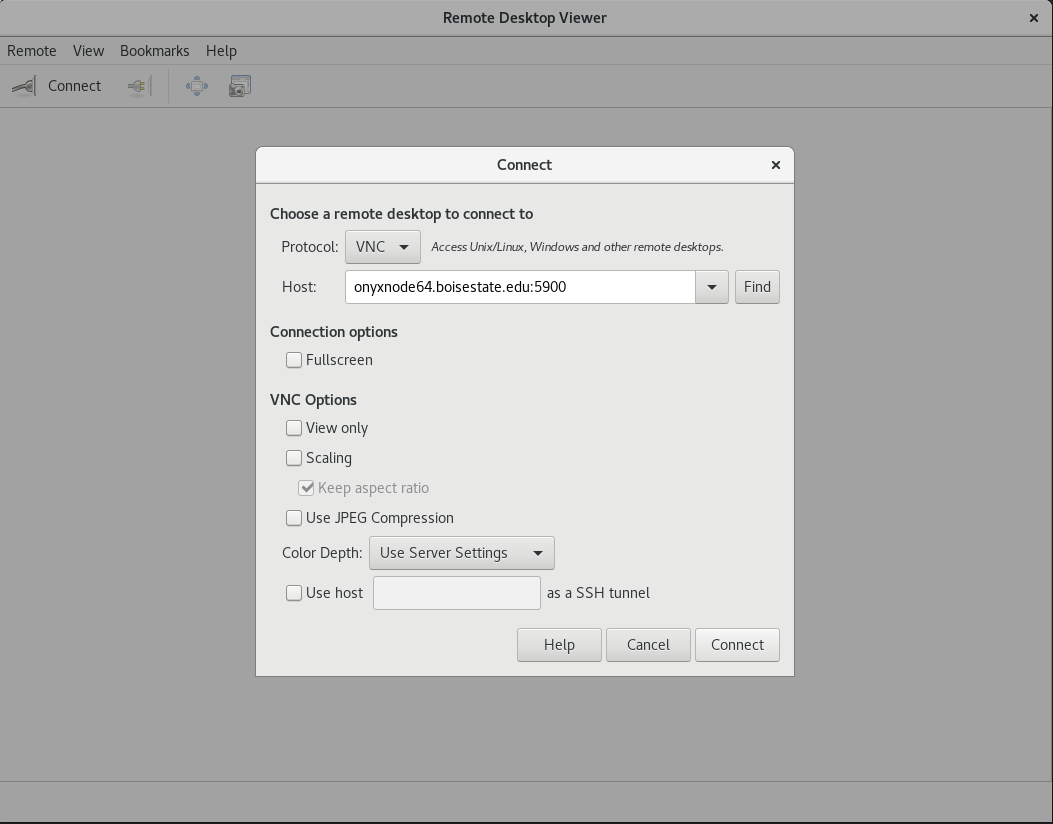 Remote Desktop Viewer
Remote View Bookmarks Help
Connect
Connect
Choose a remote desktop to connect to
Protocol: VNC Access Unix/Linux, Windows and other remote desktops.
Host: onyxnode64.boisestate.edu:5900 Find
Connection options
Fullscreen
VNC Options
View only
Scaling
Keep aspect ratio
Use JPEG Compression
Color Depth: Use Server Settings
Use host as a SSH tunnel
Help Cancel Connect